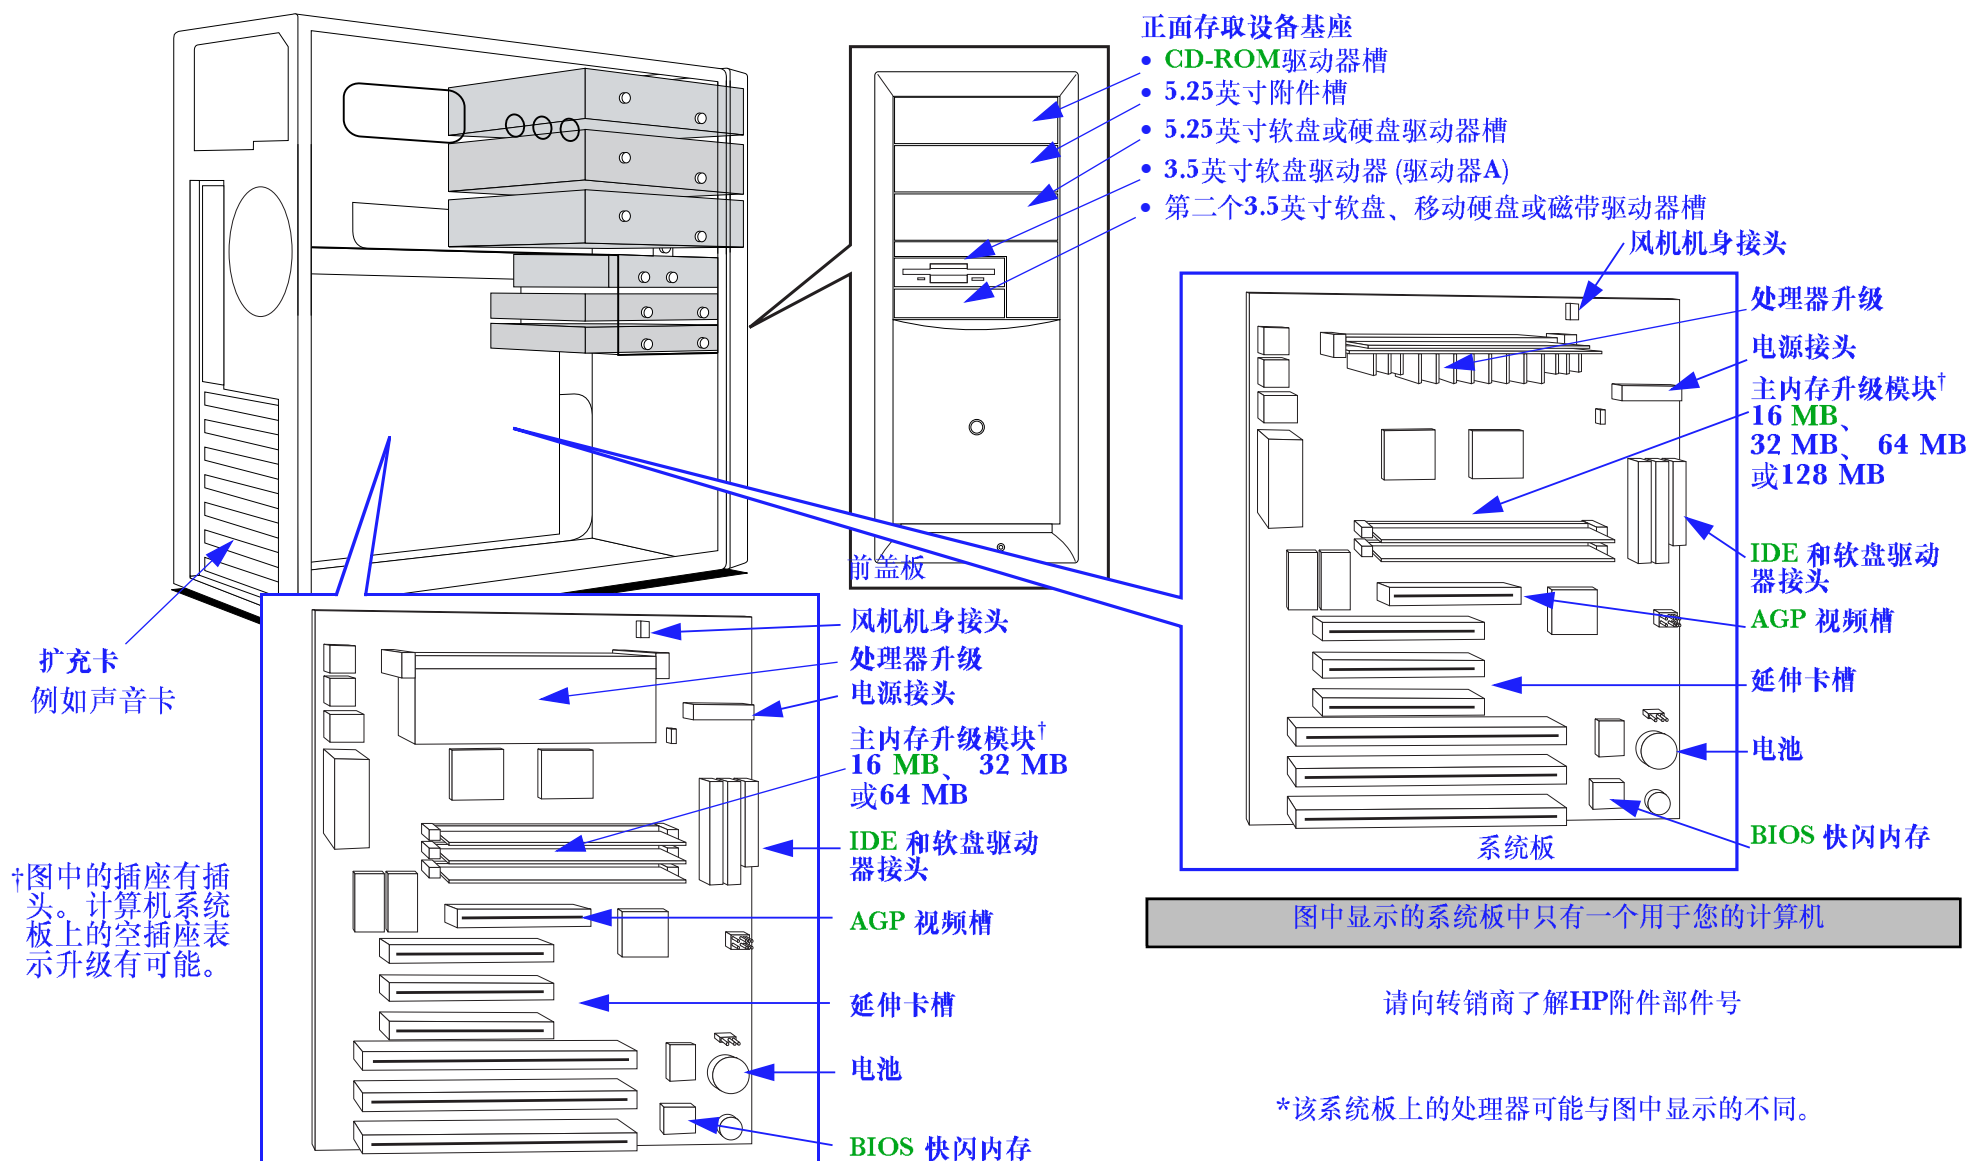 正面存取设备基座
• CD-ROM驱动器槽
• 5.25英寸附件槽
• 5.25英寸软盘或硬盘驱动器槽
• 3.5英寸软盘驱动器 (驱动器A)
• 第二个3.5英寸软盘、移动硬盘或磁带驱动器槽
前盖板
扩充卡
例如声音卡
风机机身接头
处理器升级
电源接头
主内存升级模块†
16 MB、
32 MB、 64 MB
或128 MB
IDE 和软盘驱动
器接头
AGP 视频槽
延伸卡槽
电池
BIOS 快闪内存
系统板
风机机身接头
处理器升级
电源接头
主内存升级模块†
16 MB、 32 MB
或64 MB
IDE 和软盘驱动
器接头
AGP 视频槽
延伸卡槽
电池
BIOS 快闪内存
†图中的插座有插
头。计算机系统
板上的空插座表
示升级有可能。
图中显示的系统板中只有一个用于您的计算机
请向转销商了解HP附件部件号
*该系统板上的处理器可能与图中显示的不同。